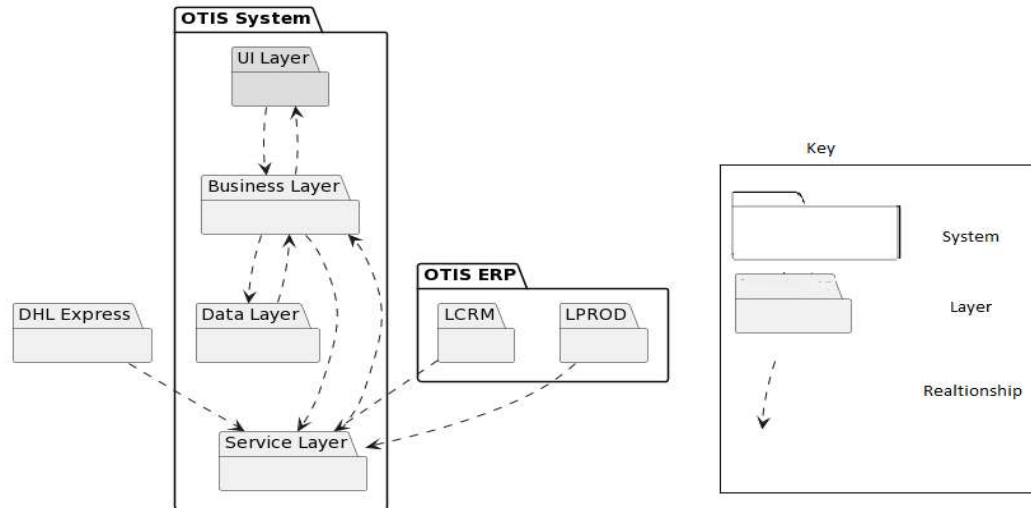 OTIS System
UI Layer
Business Layer
OTIS ERP
DHL Express
Data Layer
LCRM
LPROD
Service Layer
Key
System
Layer
Realtionship